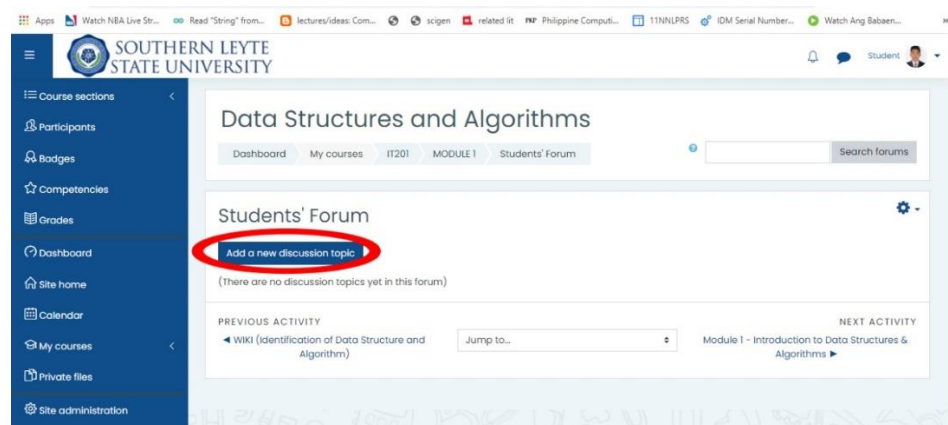 Apps
Watch NBA Live Str...
Read "String" from...
lectures/ideas: Com...
scigen
related lit
Philippine Computi...
11NNLPRS
IDM Serial Number...
Watch Ang Babaen...
»
SOUTHERN LEYTE
STATE UNIVERSITY
Student
Course sections
Participants
Badges
Competencies
Grades
Dashboard
Site home
Calendar
My courses
Private files
Site administration
Data Structures and Algorithms
Dashboard
My courses
IT201
MODULE 1
Students' Forum
Search forums
Students' Forum
Add a new discussion topic
(There are no discussion topics yet in this forum)
PREVIOUS ACTIVITY
◄ WIKI (Identification of Data Structure and
Algorithm)
Jump to...
NEXT ACTIVITY
Module 1 - Introduction to Data Structures &
Algorithms ►